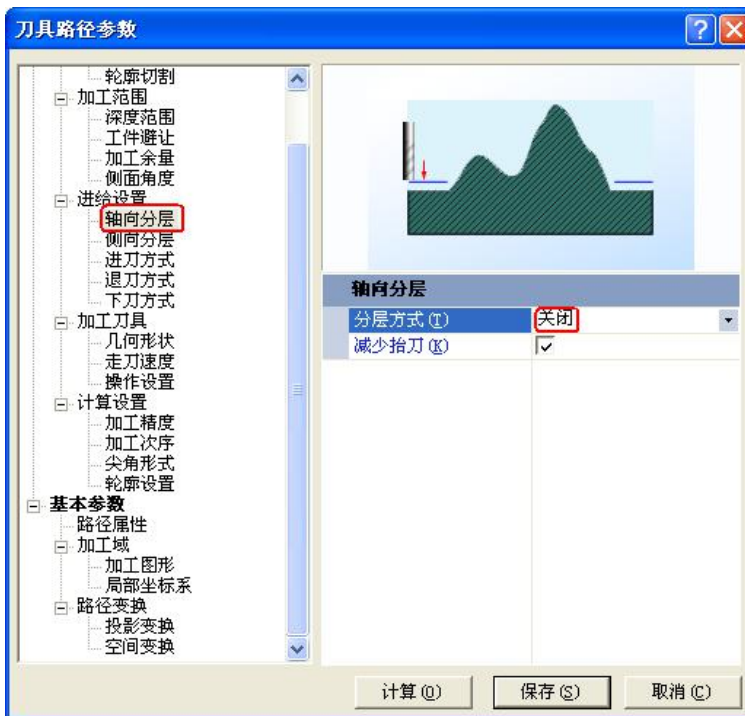 刀具路径参数
轮廓切割
加工范围
深度范围
工件避让
加工余量
侧面角度
进给设置
轴向分层
侧向分层
进刀方式
退刀方式
下刀方式
加工刀具
几何形状
走刀速度
操作设置
计算设置
加工精度
加工次序
尖角形式
轮廓设置
基本参数
路径属性
加工域
加工图形
局部坐标系
路径变换
投影变换
空间变换
轴向分层
分层方式(T) 关闭
减少抬刀(K)
计算(O) 保存(S) 取消(C)